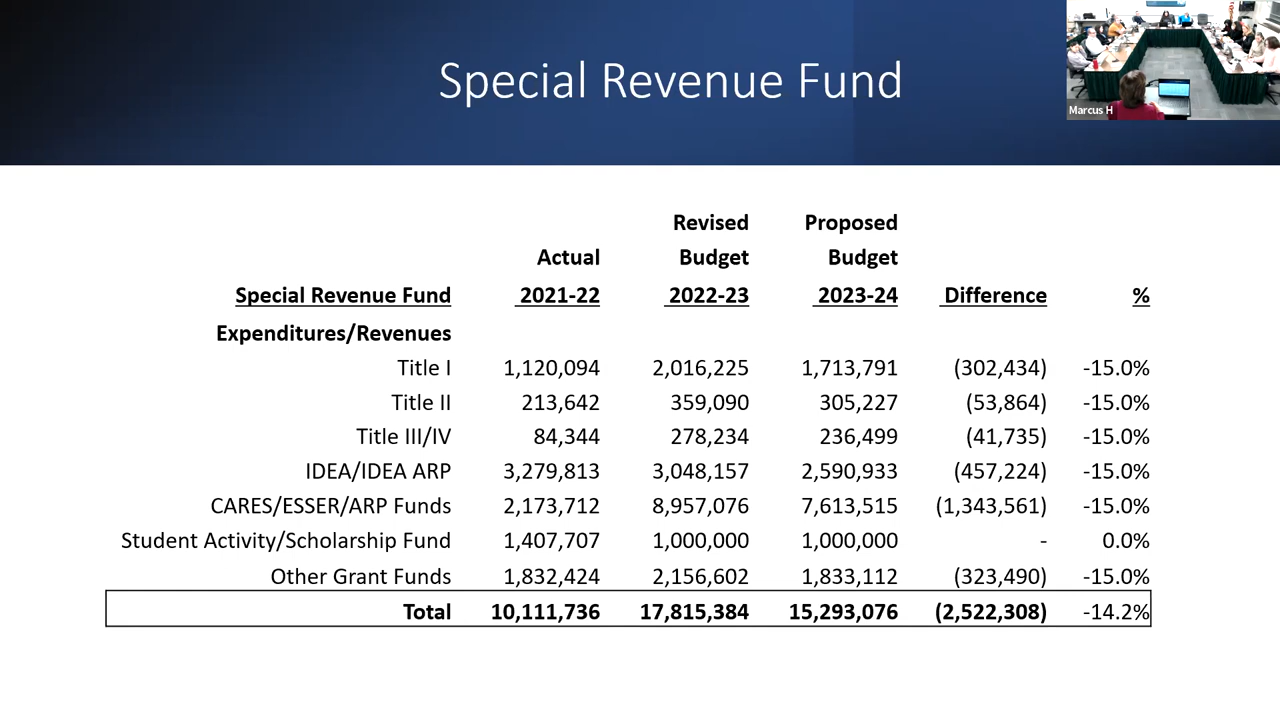 Special Revenue Fund
Marcus H
Revised Proposed
Actual Budget Budget
Special Revenue Fund 2021-22 2022-23 2023-24 Difference %
Expenditures/Revenues
Title I 1,120,094 2,016,225 1,713,791 (302,434) -15.0%
Title II 213,642 359,090 305,227 (53,864) -15.0%
Title III/IV 84,344 278,234 236,499 (41,735) -15.0%
IDEA/IDEA ARP 3,279,813 3,048,157 2,590,933 (457,224) -15.0%
CARES/ESSER/ARP Funds 2,173,712 8,957,076 7,613,515 (1,343,561) -15.0%
Student Activity/Scholarship Fund 1,407,707 1,000,000 1,000,000 - 0.0%
Other Grant Funds 1,832,424 2,156,602 1,833,112 (323,490) -15.0%
Total 10,111,736 17,815,384 15,293,076 (2,522,308) -14.2%